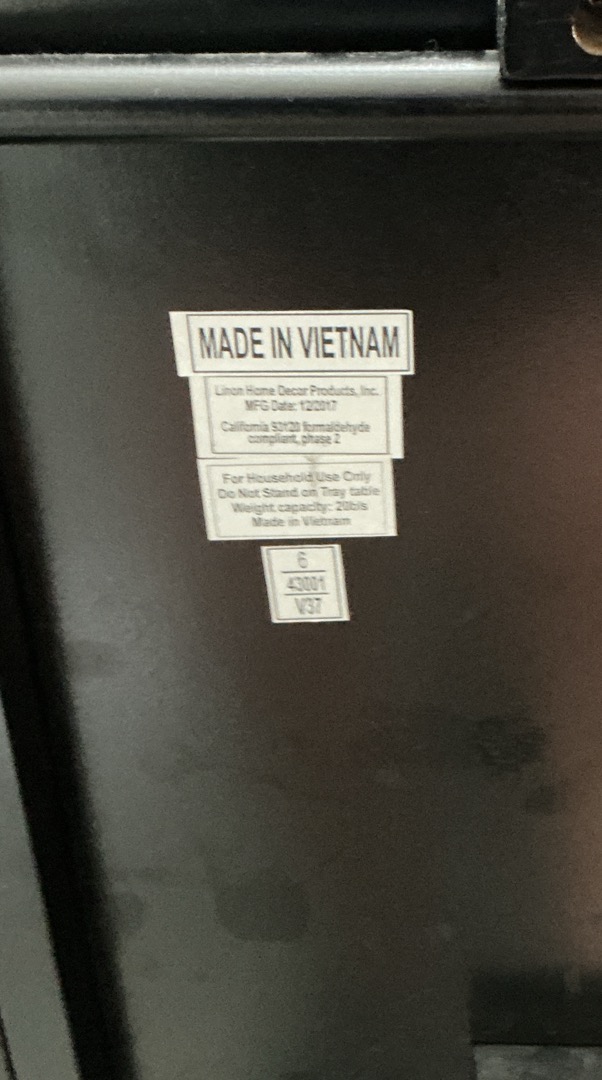 MADE IN VIETNAM
Linon Home Decor Products, Inc.
MFG Date: 12/2017
California 93120 formaldehyde
compliant, phase 2
For Household Use Only
Do Not Stand on Tray table
Weight capacity: 20lb/s
Made in Vietnam
6
43001
V37